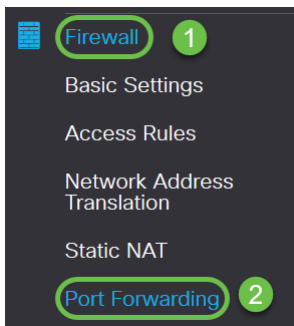 Firewall 1
Basic Settings
Access Rules
Network Address
Translation
Static NAT
Port Forwarding 2